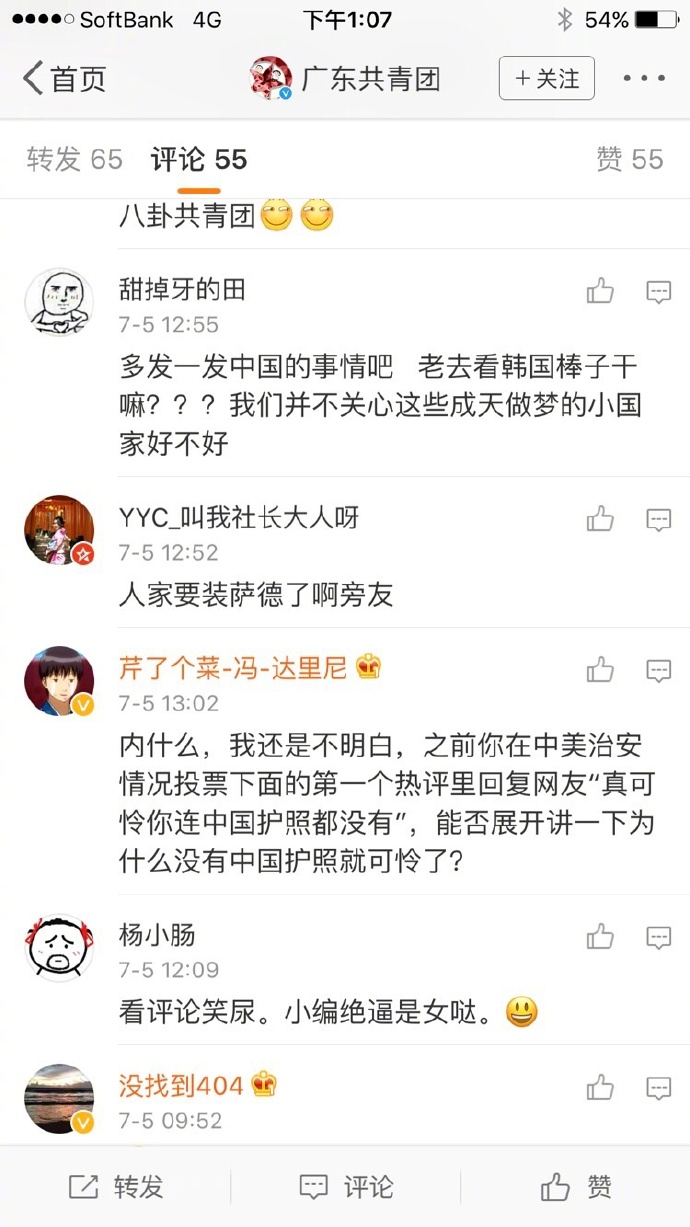 SoftBank 4G 下午1:07 54%
首页 广东共青团 +关注
转发 65 评论 55 赞 55
八卦共青团
甜掉牙的田
7-5 12:55
多发一发中国的事情吧 老去看韩国棒子干
嘛？？？我们并不关心这些成天做梦的小国
家好不好
YYC_叫我社长大人呀
7-5 12:52
人家要装萨德了啊旁友
芹了个菜-冯-达里尼
7-5 13:02
内什么，我还是不明白，之前你在中美治安
情况投票下面的第一个热评里回复网友“真可
怜你连中国护照都没有”，能否展开讲一下为
什么没有中国护照就可怜了？
杨小肠
7-5 12:09
看评论笑尿。小编绝逼是女哒。
没找到404
7-5 09:52
转发 评论 赞